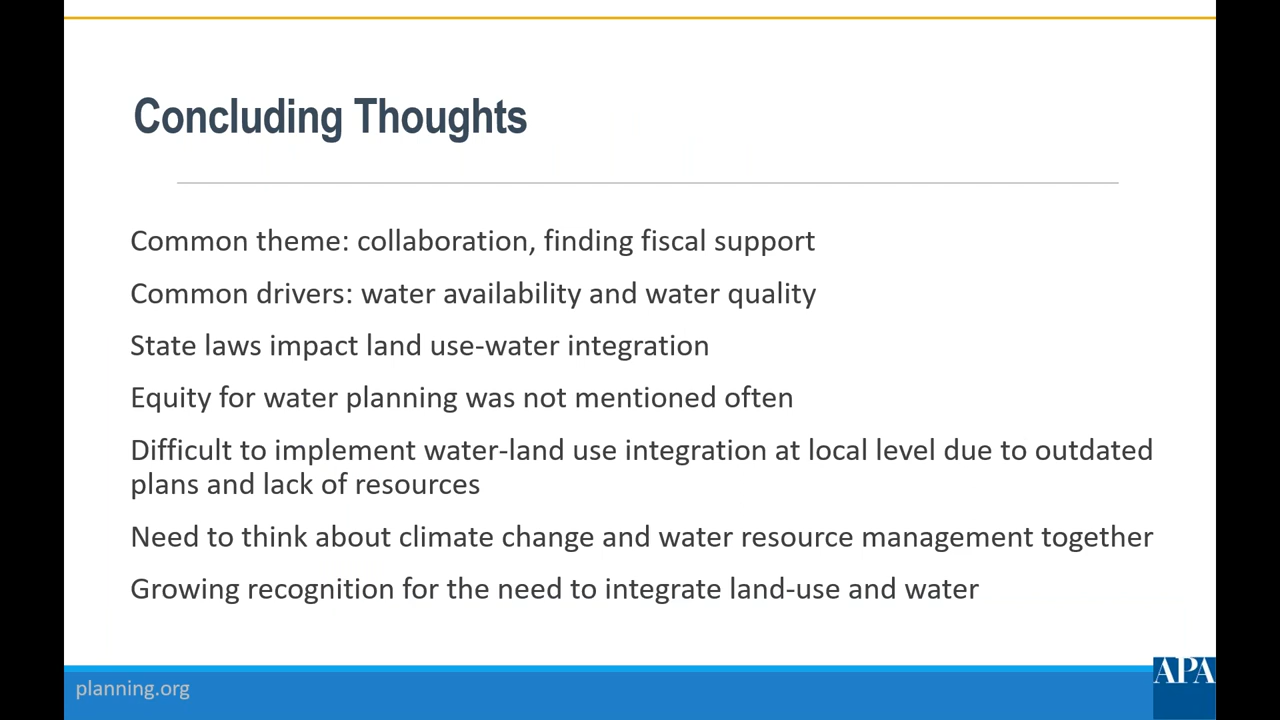 Concluding Thoughts
Common theme: collaboration, finding fiscal support
Common drivers: water availability and water quality
State laws impact land use-water integration
Equity for water planning was not mentioned often
Difficult to implement water-land use integration at local level due to outdated
plans and lack of resources
Need to think about climate change and water resource management together
Growing recognition for the need to integrate land-use and water
planning.org
APA